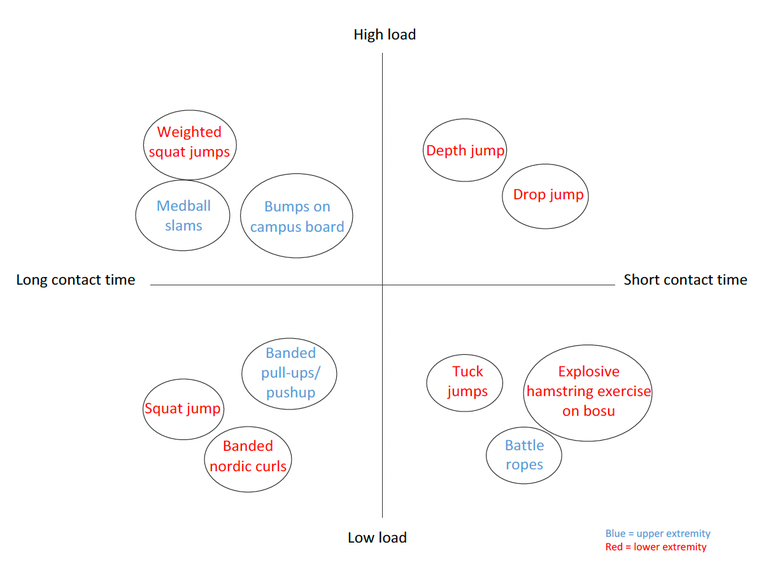 High load
Weighted
squat jumps
Depth jump
Drop jump
Medball
slams
Bumps on
campus board
Long contact time
Short contact time
Banded
pull-ups/
pushup
Tuck
jumps
Explosive
hamstring exercise
on bosu
Squat jump
Banded
nordic curls
Battle
ropes
Low load
Blue = upper extremity
Red = lower extremity